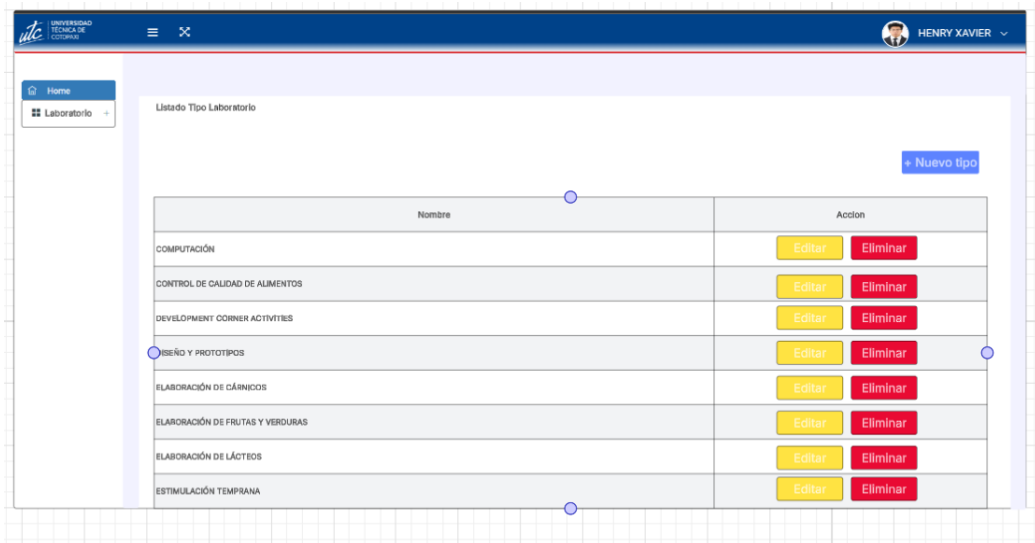 utc
UNIVERSIDAD
TÉCNICA DE
COTOPAXI
HENRY XAVIER
Home
Laboratorio +
Listado Tipo Laboratorio
+ Nuevo tipo
Nombre Accion
COMPUTACIÓN Editar Eliminar
CONTROL DE CALIDAD DE ALIMENTOS Editar Eliminar
DEVELOPMENT CORNER ACTIVITIES Editar Eliminar
DISEÑO Y PROTOTIPOS Editar Eliminar
ELABORACIÓN DE CÁRNICOS Editar Eliminar
ELABORACIÓN DE FRUTAS Y VERDURAS Editar Eliminar
ELABORACIÓN DE LÁCTEOS Editar Eliminar
ESTIMULACIÓN TEMPRANA Editar Eliminar